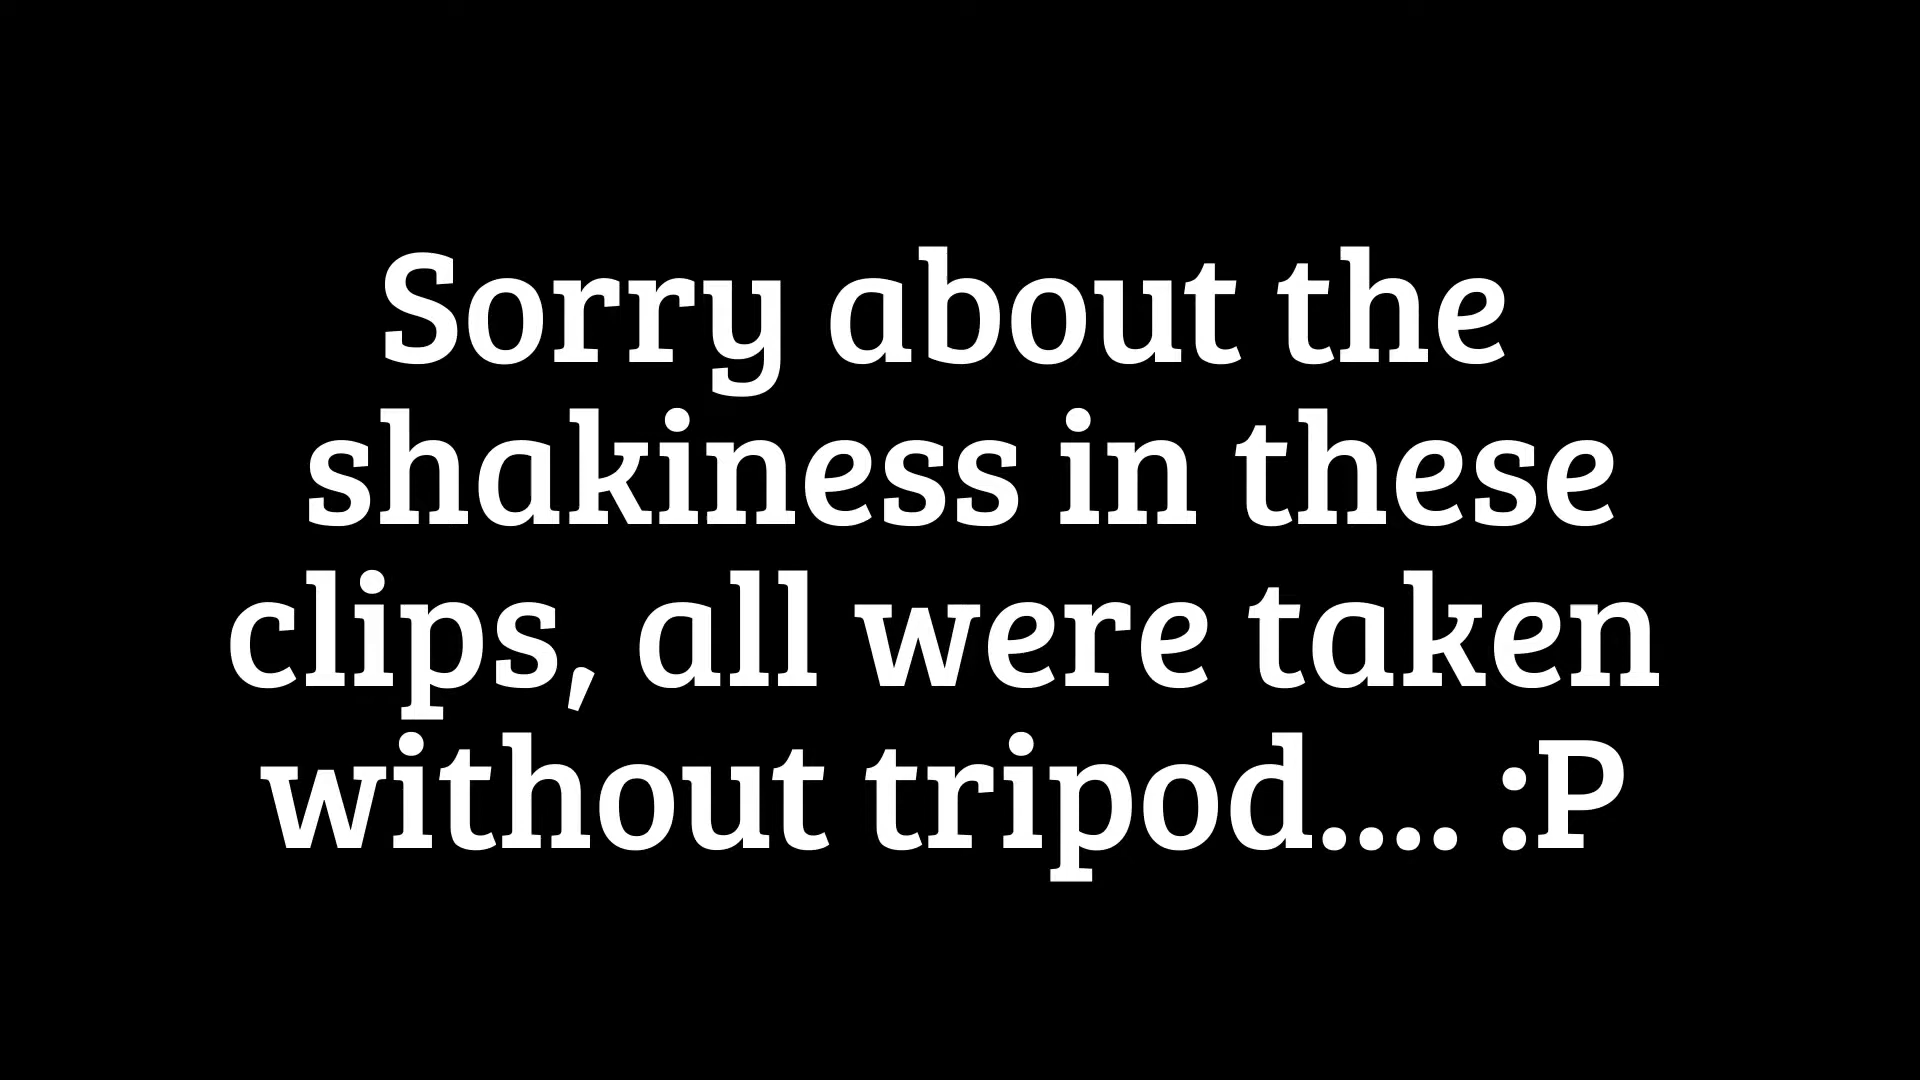 Sorry about the
shakiness in these
clips, all were taken
without tripod.... :P